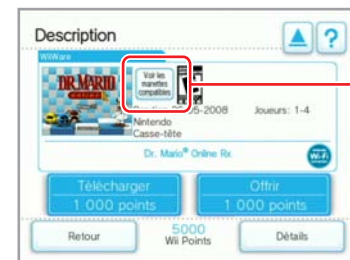 Description
?
WiiWare
DR. MARIO
ONLINE
Voir les
manettes
compatibles
05-2008
Joueurs: 1-4
Nintendo
Casse-tête
Dr. Mario® Online Rx
Wi-Fi
Télécharger
1 000 points
Offrir
1 000 points
Retour
5000
Wii Points
Détails